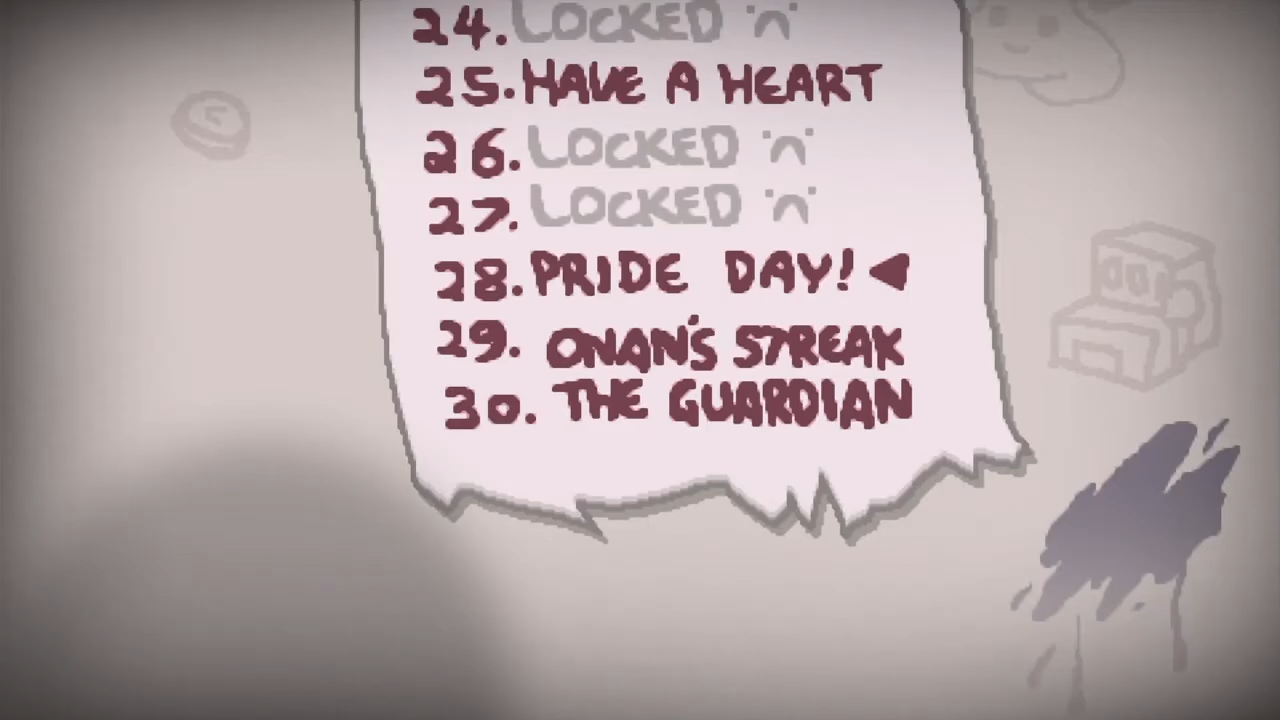 24. LOCKED
25. HAVE A HEART
26. LOCKED
27. LOCKED
28. PRIDE DAY!
29. ONAN'S STREAK
30. THE GUARDIAN